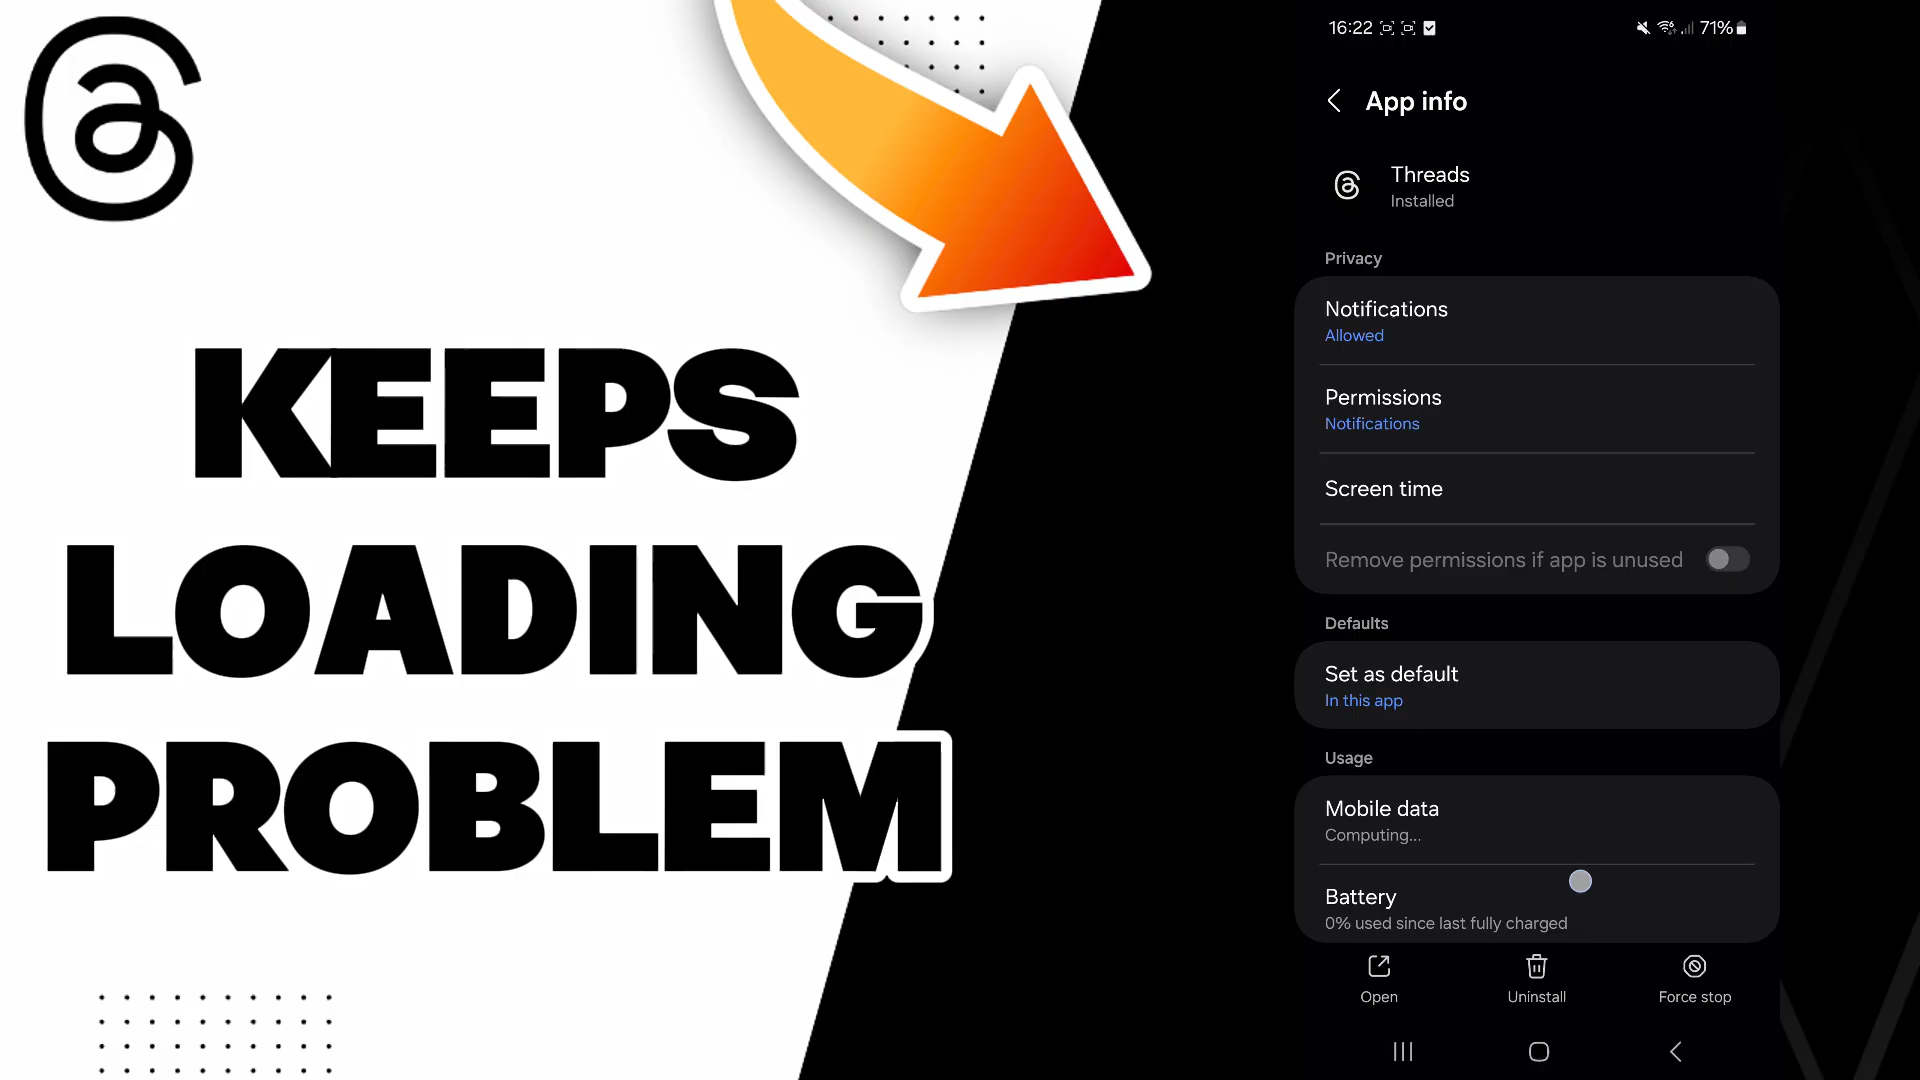 KEEPS
LOADING
PROBLEM
16:22
71%
App info
Threads
Installed
Privacy
Notifications
Allowed
Permissions
Notifications
Screen time
Remove permissions if app is unused
Defaults
Set as default
In this app
Usage
Mobile data
Computing...
Battery
0% used since last fully charged
Open
Uninstall
Force stop